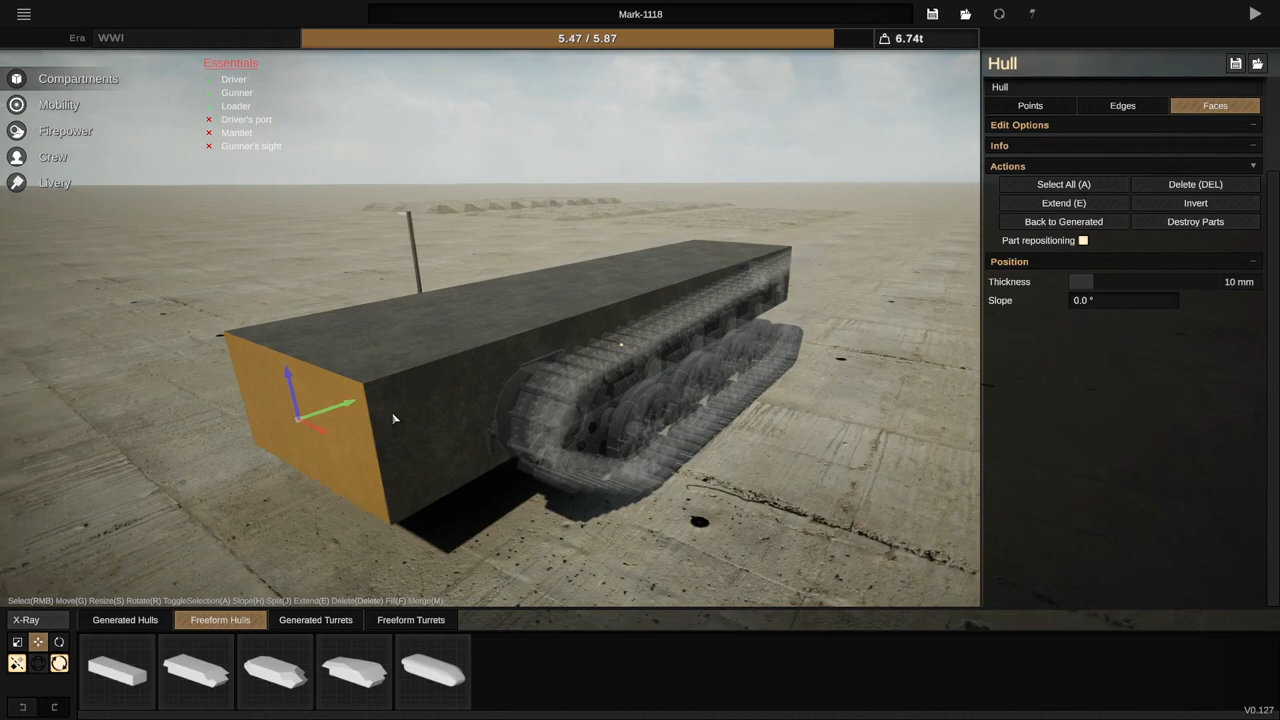 Mark-1118
Era WWI 5.47 / 5.87 6.74t
Compartments
Mobility
Firepower
Crew
Livery
Essentials
Driver
Gunner
Loader
Driver's port
Mantlet
Gunner's sight
Hull
Hull
Points Edges Faces
Edit Options
Info
Actions
Select All (A) Delete (DEL)
Extend (E) Invert
Back to Generated Destroy Parts
Part repositioning
Position
Thickness 10 mm
Slope 0.0 °
Select(RMB) Move(G) Resize(S) Rotate(R) ToggleSelection(A) Slope(H) Split(J) Extend(E) Delete(Delete) Fill(F) Merge(M)
X-Ray Generated Hulls Freeform Hulls Generated Turrets Freeform Turrets
V0.127